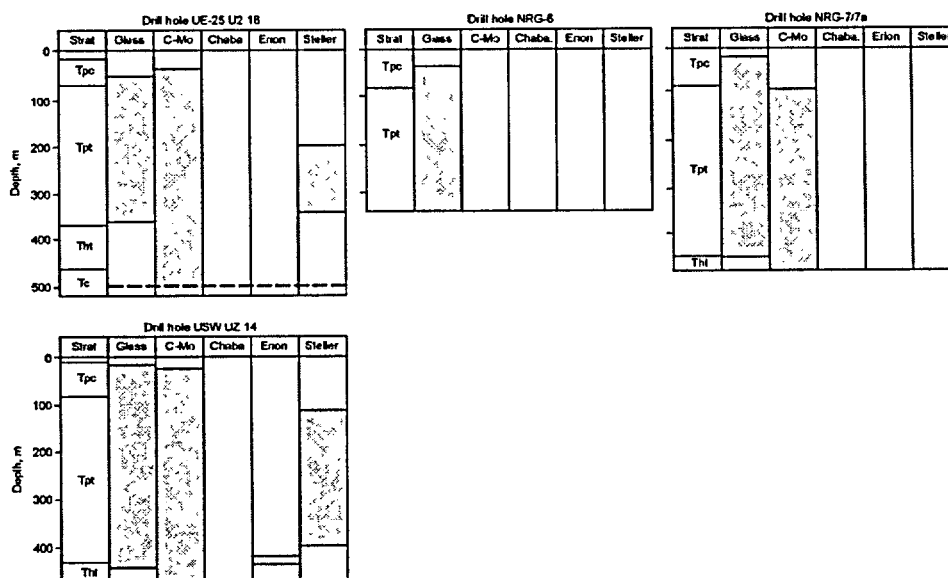 Drill hole UE-25 U2 16
Strat Glass C-Mo Chaba Erion Steller
0
Tpc
100
Tpt
200
300
400
Tht
Tc
500
Depth, m
Drill hole NRG-6
Strat Glass C-Mo Chaba. Erion Steller
Tpc
Tpt
Drill hole NRG-7/7a
Strat Glass C-Mo Chaba. Erion Steller
Tpc
Tpt
Tht
Drill hole USW UZ 14
Strat Glass C-Mo Chaba Erion Steller
0
Tpc
100
200
Tpt
300
400
Tht
Depth, m